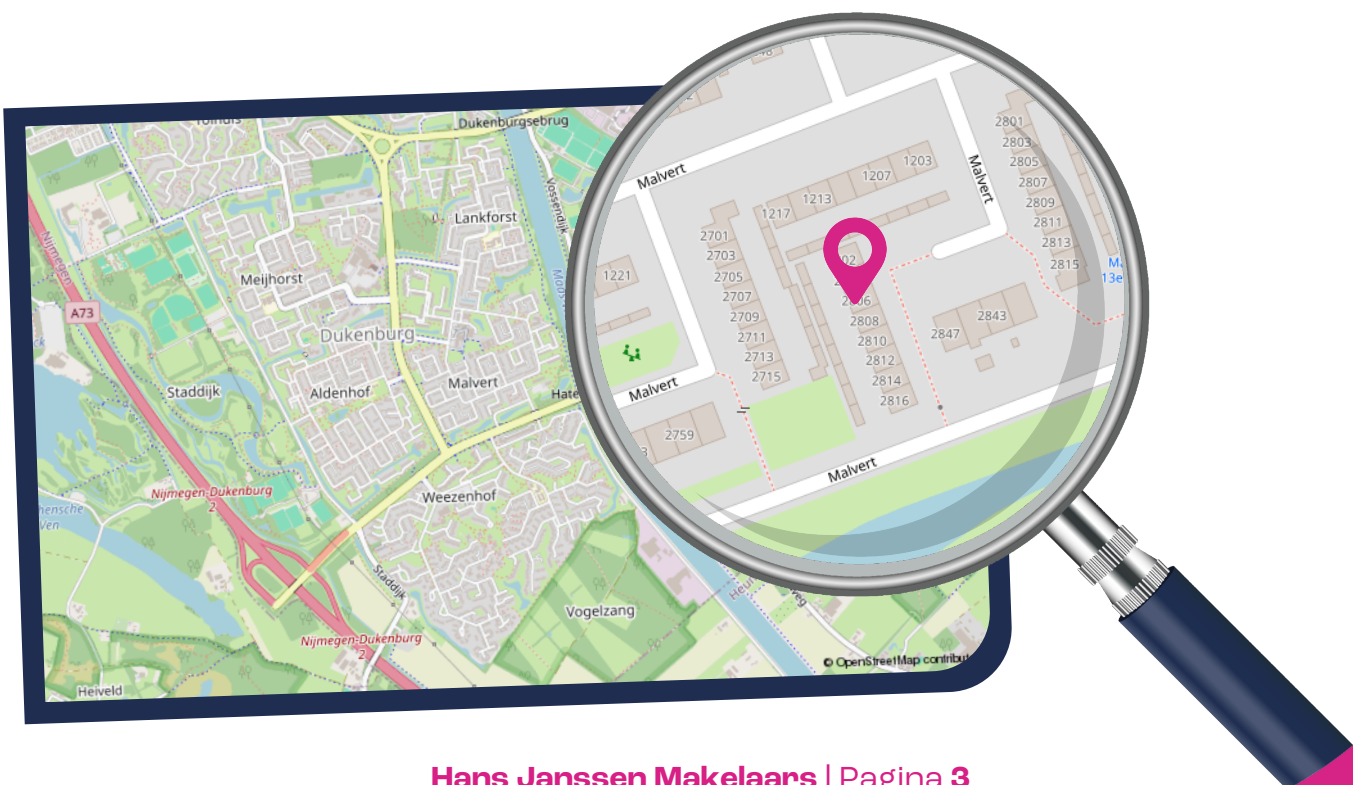 Dukenburgsebrug
Vossendijk
Lankforst
Nijmegen
Meijhorst
A73
Dukenburg
Staddijk
Aldenhof
Malvert
Nijmegen-Dukenburg
2
Weezenhof
Staddijk
Vogelzang
Nijmegen-Dukenburg
2
Heiveld
© OpenStreetMap
Malvert
1203
1207
1213
1217
Malvert
2801
2803
2805
2807
2809
2811
2813
2815
2701
2703
2705
2707
2709
2711
2713
2715
1221
2808
2810
2812
2814
2816
2843
2847
Malvert
2759
Malvert
Hans Janssen Makelaars | Pagina 3